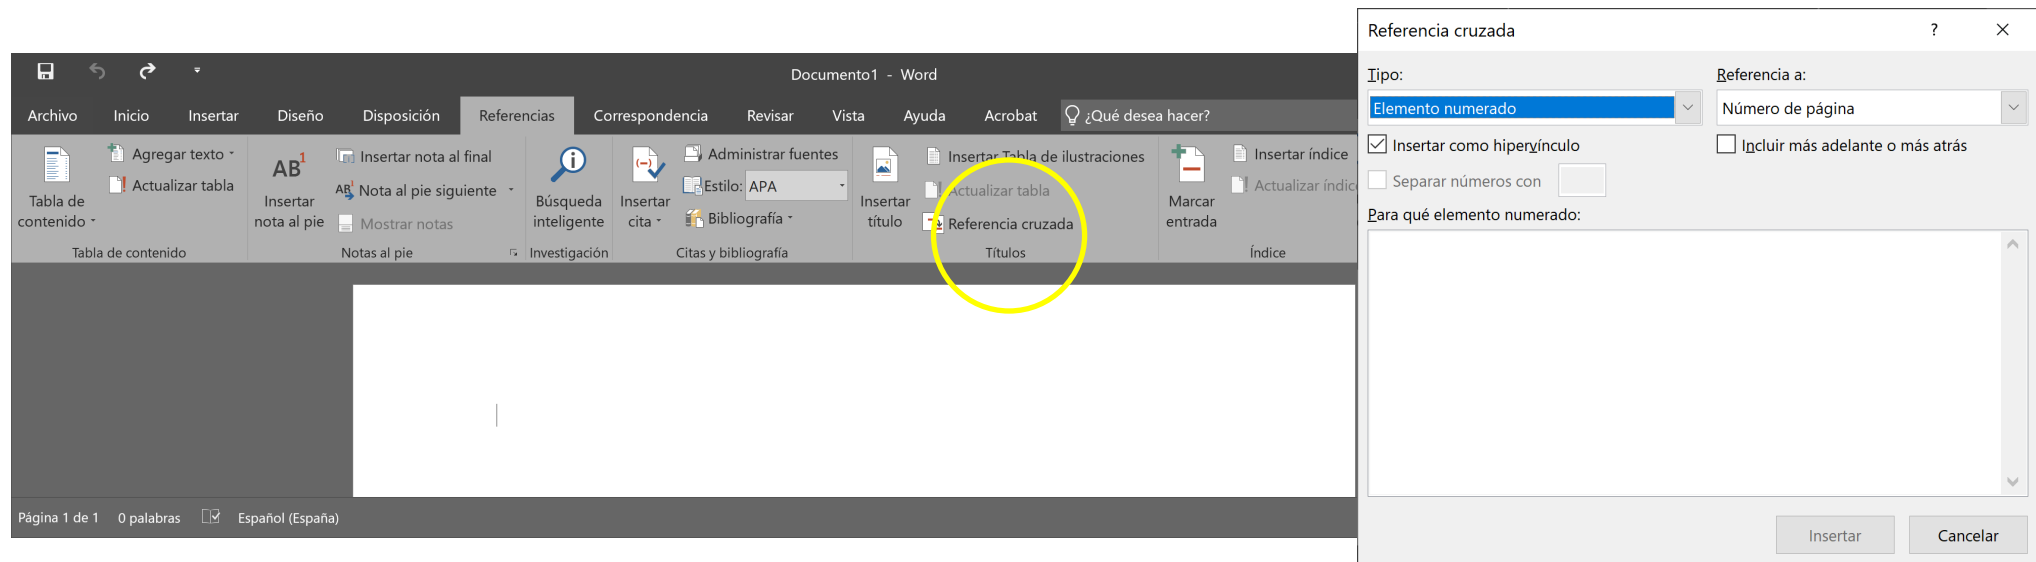 Documento1 - Word
Archivo Inicio Insertar Diseño Disposición Referencias Correspondencia Revisar Vista Ayuda Acrobat ¿Qué desea hacer?
Tabla de
contenido
Agregar texto
Actualizar tabla
Tabla de contenido
AB1
Insertar
nota al pie
Insertar nota al final
AB1 Nota al pie siguiente
Mostrar notas
Notas al pie
Búsqueda
inteligente
Investigación
Insertar
cita
Administrar fuentes
Estilo: APA
Bibliografía
Citas y bibliografía
Insertar
título
Insertar Tabla de ilustraciones
Actualizar tabla
Referencia cruzada
Títulos
Marcar
entrada
Insertar índice
Actualizar índic
Índice
Página 1 de 1 0 palabras Español (España)
Referencia cruzada ?
Tipo: Referencia a:
Elemento numerado Número de página
Insertar como hipervínculo Incluir más adelante o más atrás
Separar números con
Para qué elemento numerado:
Insertar Cancelar